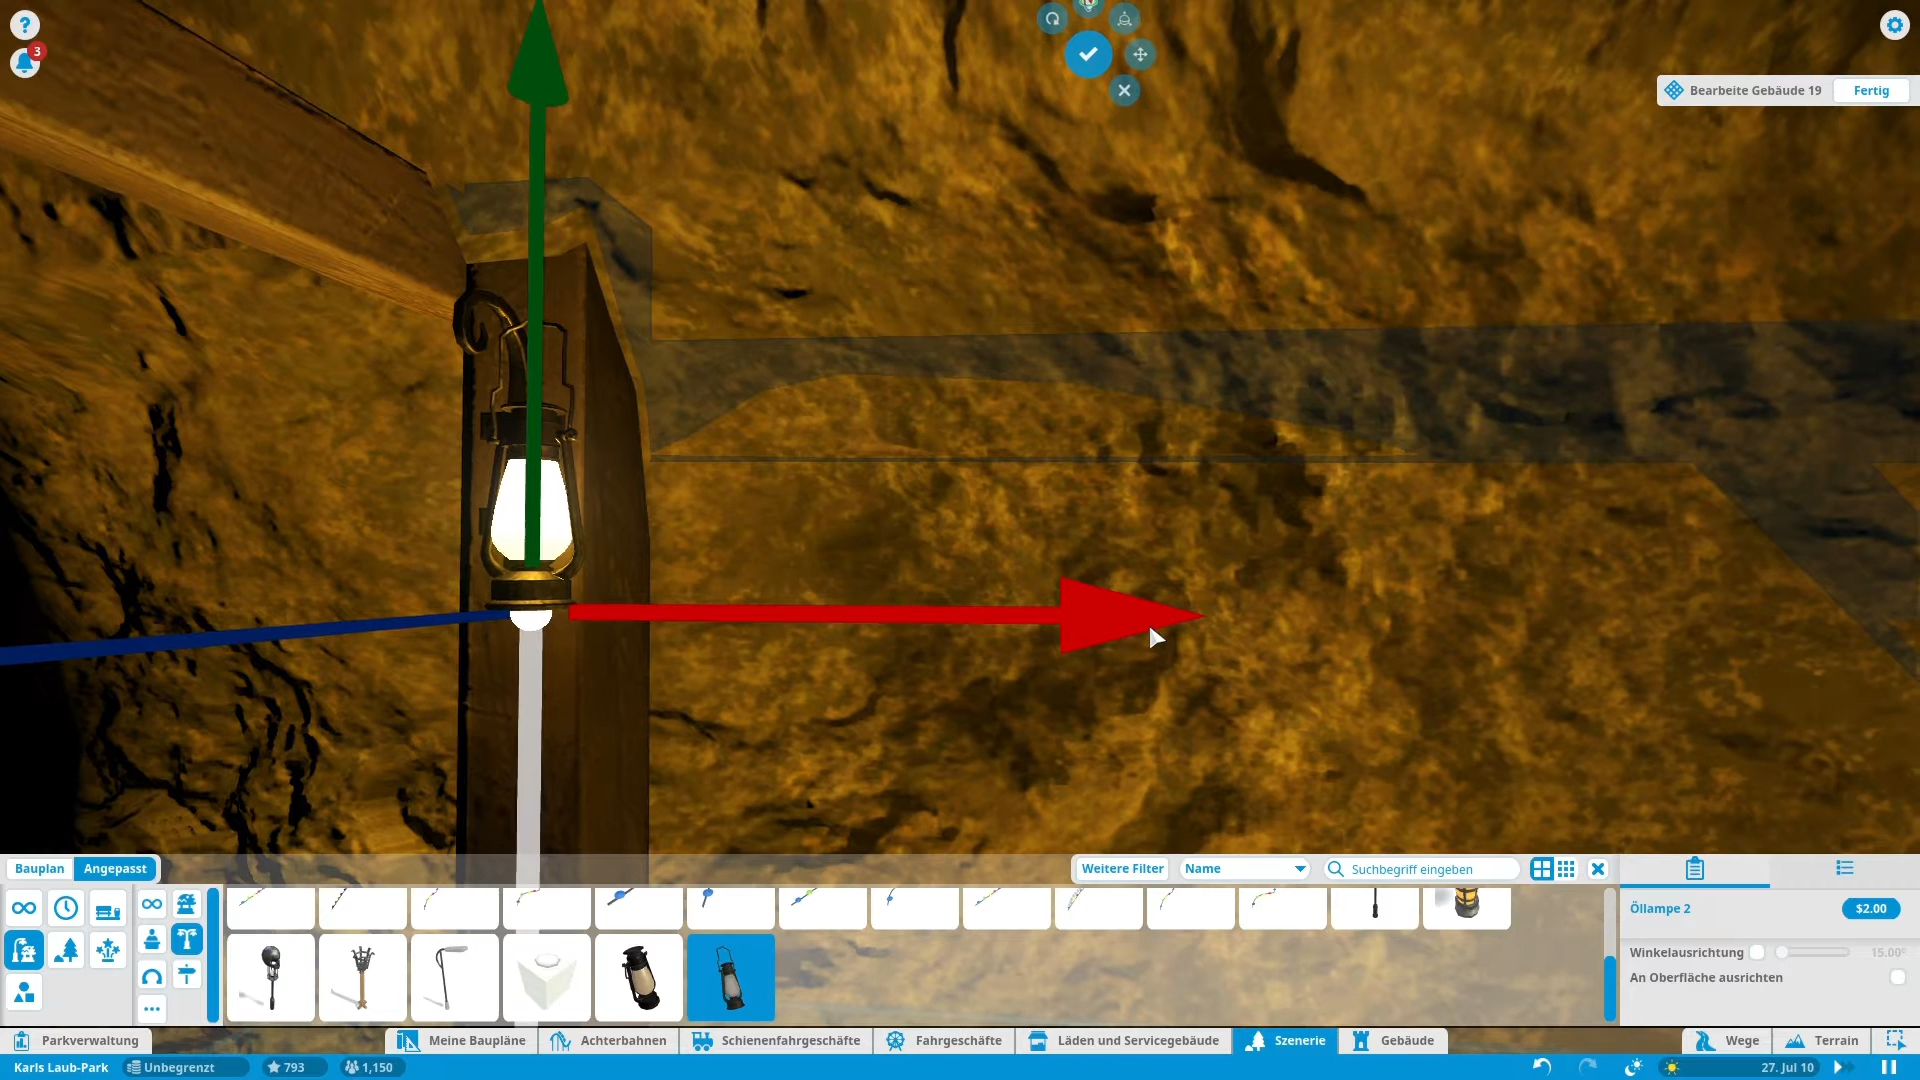 ?
3
Bearbeite Gebäude 19
Fertig
Bauplan
Angepasst
Weitere Filter
Name
Suchbegriff eingeben
Öllampe 2
$2.00
Winkelausrichtung
15.00°
An Oberfläche ausrichten
Parkverwaltung
Meine Baupläne
Achterbahnen
Schienenfahrgeschäfte
Fahrgeschäfte
Läden und Servicegebäude
Szenerie
Gebäude
Wege
Terrain
Karls Laub-Park
Unbegrenzt
793
1,150
27. Jul 10